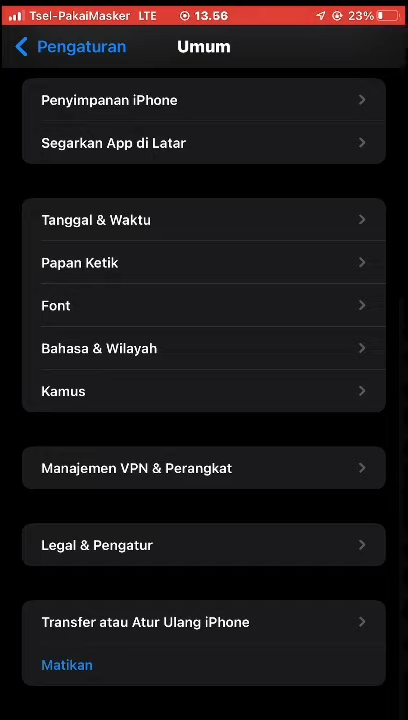 Tsel-PakaiMasker LTE 13.56 23%
Pengaturan Umum
Penyimpanan iPhone
Segarkan App di Latar
Tanggal & Waktu
Papan Ketik
Font
Bahasa & Wilayah
Kamus
Manajemen VPN & Perangkat
Legal & Pengatur
Transfer atau Atur Ulang iPhone
Matikan